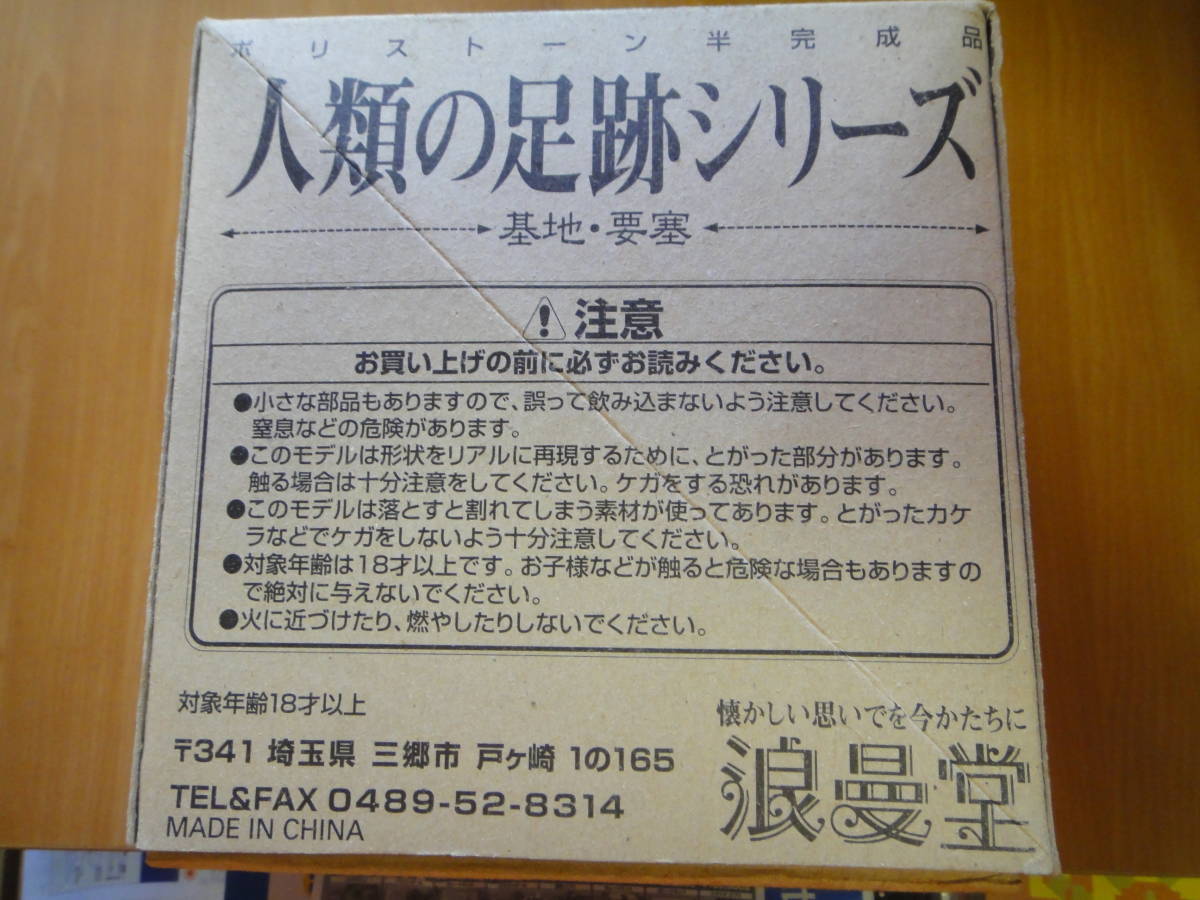 ポリストーン半完成品
人類の足跡シリーズ
基地・要塞
注意
お買い上げの前に必ずお読みください。
●小さな部品もありますので、誤って飲み込まないよう注意してください。
窒息などの危険があります。
●このモデルは形状をリアルに再現するために、とがった部分があります。
触る場合は十分注意をしてください。ケガをする恐れがあります。
●このモデルは落とすと割れてしまう素材が使ってあります。とがったカケ
ラなどでケガをしないよう十分注意してください。
●対象年齢は18才以上です。お子様などが触ると危険な場合もありますの
で絶対に与えないでください。
●火に近づけたり、燃やしたりしないでください。
対象年齢18才以上
〒341 埼玉県 三郷市 戸ヶ崎 1の165
TEL&FAX 0489-52-8314
MADE IN CHINA
懐かしい思いでを今かたちに
浪曼堂